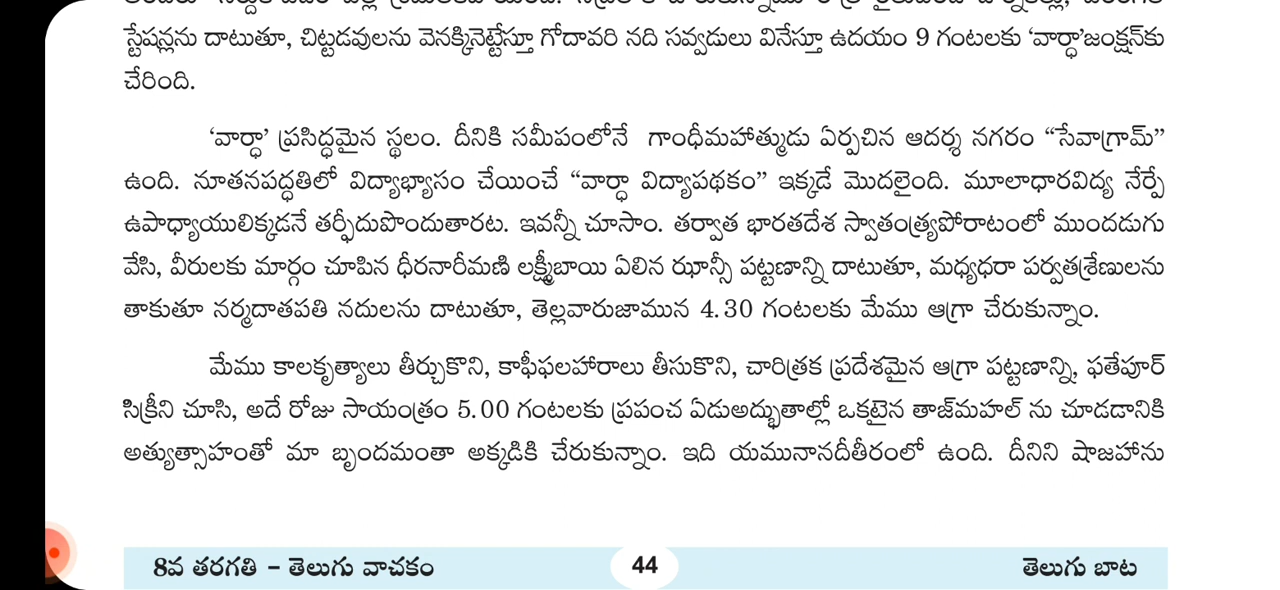 స్టేషన్లను దాటుతూ, చిట్టడవులను వెనక్కినెట్టేస్తూ గోదావరి నది సవ్వడులు వినేస్తూ ఉదయం 9 గంటలకు ‘వార్ధా’జంక్షన్‌కు
చేరింది.
‘వార్ధా’ ప్రసిద్ధమైన స్థలం. దీనికి సమీపంలోనే గాంధీమహాత్ముడు ఏర్పచిన ఆదర్శ నగరం “సేవాగ్రామ్”
ఉంది. నూతనపద్ధతిలో విద్యాభ్యాసం చేయించే “వార్ధా విద్యాపథకం” ఇక్కడే మొదలైంది. మూలాధారవిద్య నేర్పే
ఉపాధ్యాయులిక్కడనే తర్ఫీదుపొందుతారట. ఇవన్నీ చూసాం. తర్వాత భారతదేశ స్వాతంత్ర్యపోరాటంలో ముందడుగు
వేసి, వీరులకు మార్గం చూపిన ధీరనారీమణి లక్ష్మీబాయి ఏలిన ఝాన్సీ పట్టణాన్ని దాటుతూ, మధ్యధరా పర్వతశ్రేణులను
తాకుతూ నర్మదాతపతి నదులను దాటుతూ, తెల్లవారుజామున 4.30 గంటలకు మేము ఆగ్రా చేరుకున్నాం.
మేము కాలకృత్యాలు తీర్చుకొని, కాఫీఫలహారాలు తీసుకొని, చారిత్రక ప్రదేశమైన ఆగ్రా పట్టణాన్ని, ఫతేపూర్
సిక్రీని చూసి, అదే రోజు సాయంత్రం 5.00 గంటలకు ప్రపంచ ఏడుఅద్భుతాల్లో ఒకటైన తాజ్‌మహల్ ను చూడడానికి
అత్యుత్సాహంతో మా బృందమంతా అక్కడికి చేరుకున్నాం. ఇది యమునానదీతీరంలో ఉంది. దీనిని షాజహాను
8వ తరగతి – తెలుగు వాచకం 44 తెలుగు బాట